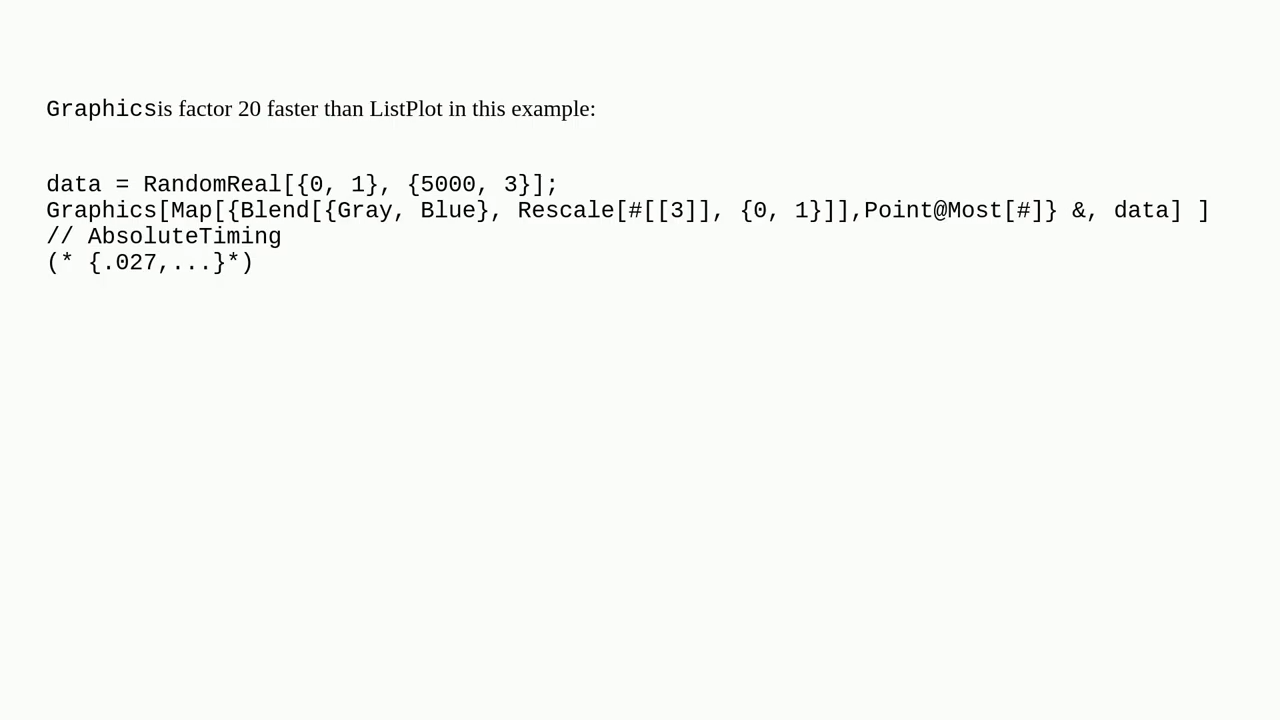 Graphicsis factor 20 faster than ListPlot in this example:
data = RandomReal[{0, 1}, {5000, 3}];
Graphics[Map[{Blend[{Gray, Blue}, Rescale[#[[3]], {0, 1}]],Point@Most[#]} &, data] ]
// AbsoluteTiming
(* {.027,...}*)